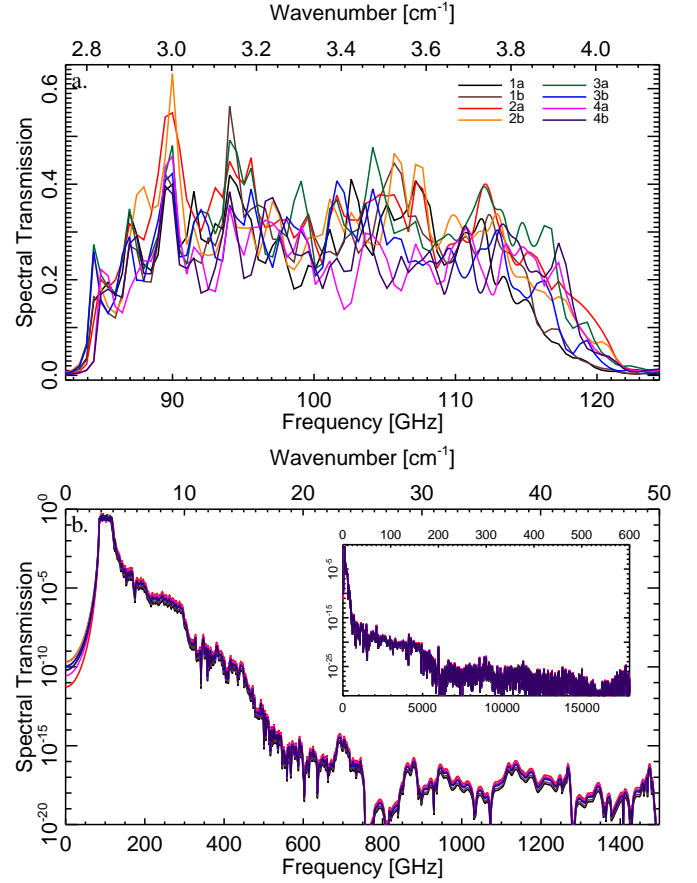 Wavenumber [cm⁻¹]
2.8 3.0 3.2 3.4 3.6 3.8 4.0
a.
0.6
0.4
0.2
0.0
Spectral Transmission
1a 3a
1b 3b
2a 4a
2b 4b
90 100 110 120
Frequency [GHz]
Wavenumber [cm⁻¹]
0 10 20 30 40 50
b.
10⁰
10⁻⁵
10⁻¹⁰
10⁻¹⁵
10⁻²⁰
Spectral Transmission
0 100 200 300 400 500 600
10⁻⁵
10⁻¹⁵
10⁻²⁵
0 5000 10000 15000
0 200 400 600 800 1000 1200 1400
Frequency [GHz]